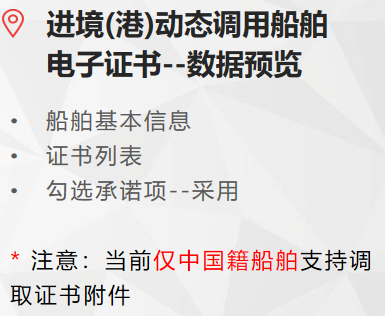 进境(港)动态调用船舶
电子证书--数据预览
• 船舶基本信息
• 证书列表
• 勾选承诺项--采用
* 注意：当前仅中国籍船舶支持调
取证书附件